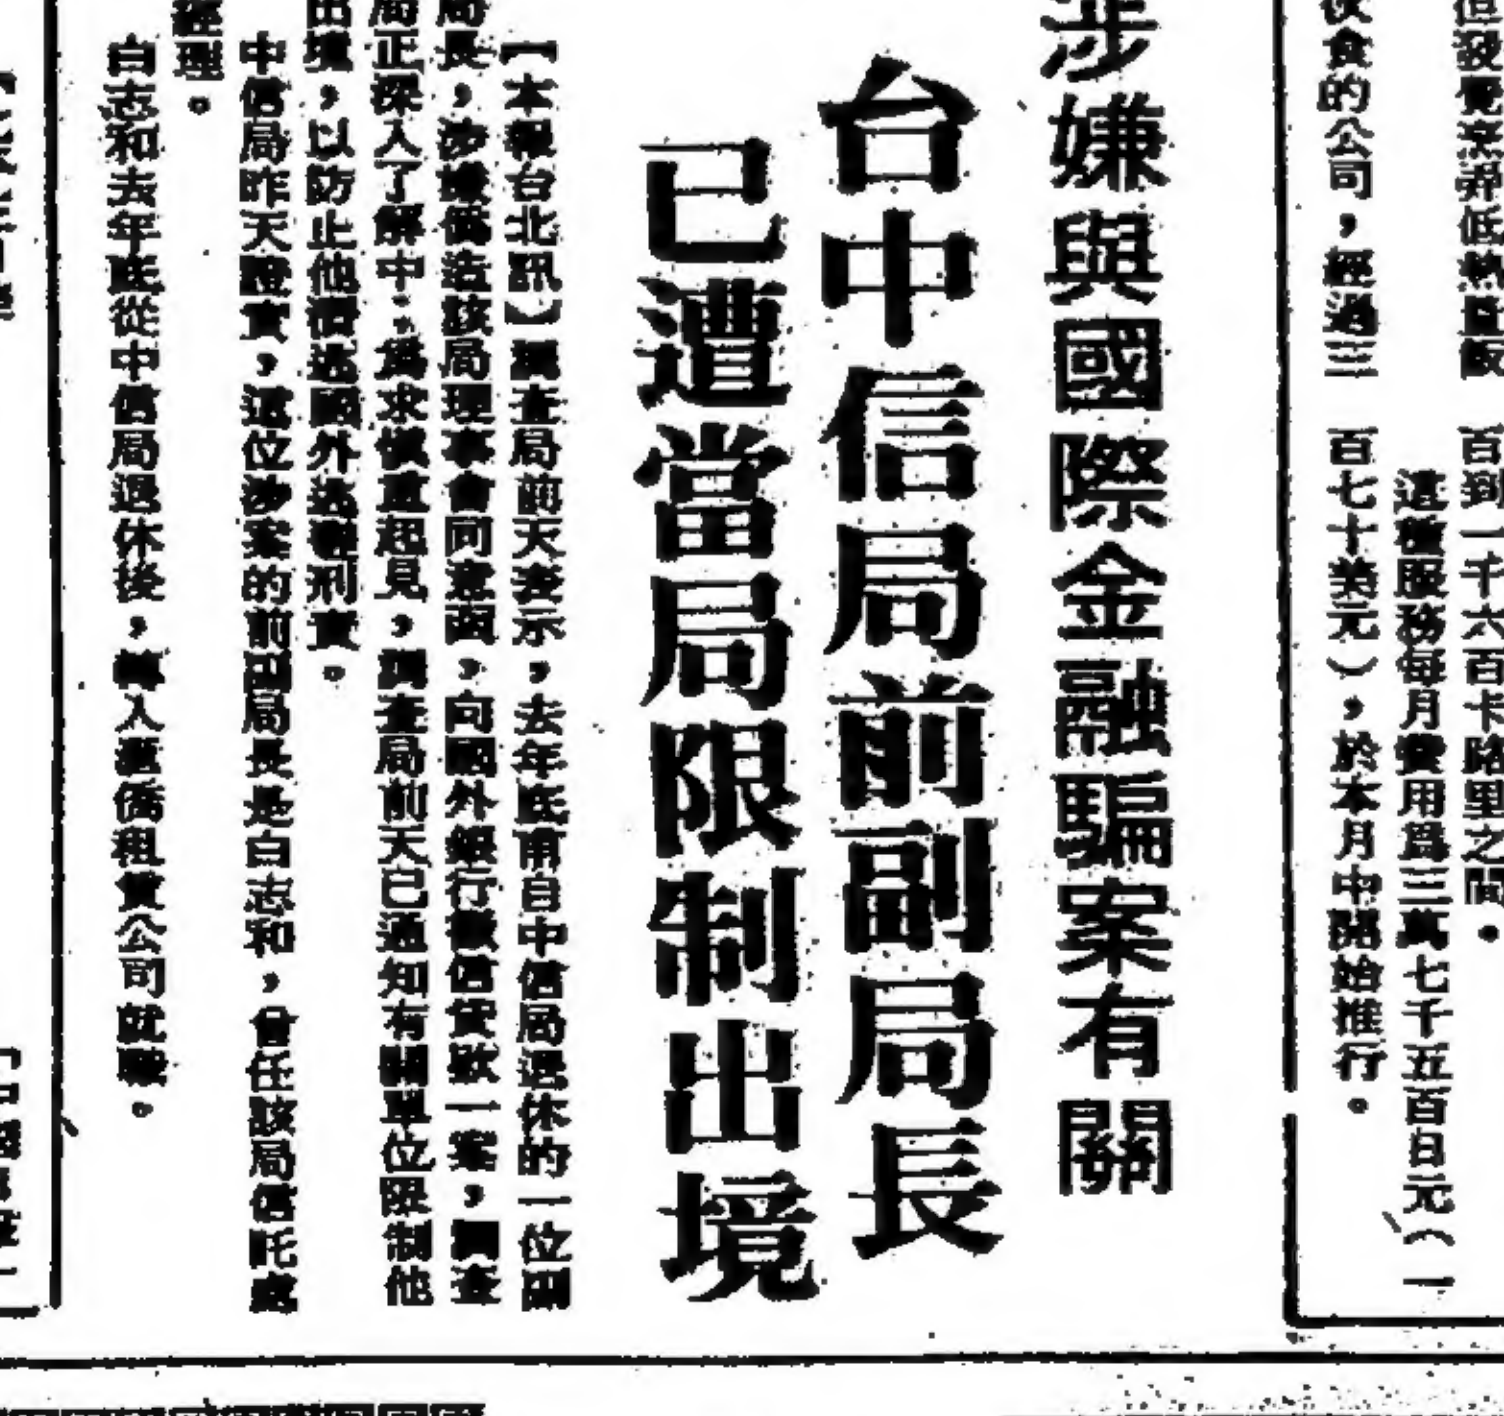 百到一千六百卡路里之間。
這種服務每月費用爲三萬七千五百日元（一
百七十美元），於本月中開始推行。
食的公司，經過三
涉嫌與國際金融騙案有關
台中信局前副局長
已遭當局限制出境
【本報台北訊】調查局前天表示，去年底甫自中信局退休的一位副
局長，涉嫌僞造該局理事會同意函，向國外銀行徵信貸款一案，調查
局正深入了解中。爲求愼重起見，調查局前天已通知有關單位限制他
出境，以防止他潛逃國外逃避刑責。
中信局昨天證實，這位涉案的前副局長是白志和，曾任該局信託處
經理。
白志和去年底從中信局退休後，轉入華僑租賃公司就職。